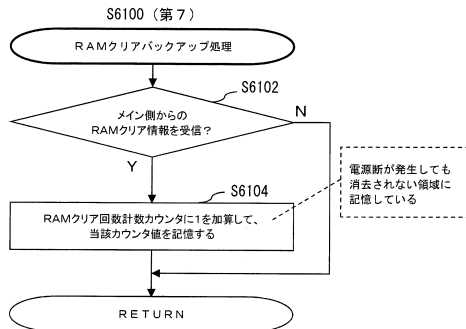 S6100（第７）
ＲＡＭクリアバックアップ処理
S6102
メイン側からの
RAMクリア情報を受信？
N
Y
電源断が発生しても
消去されない領域に
記憶している
S6104
RAMクリア回数計数カウンタに1を加算して、
当該カウンタ値を記憶する
ＲＥＴＵＲＮ